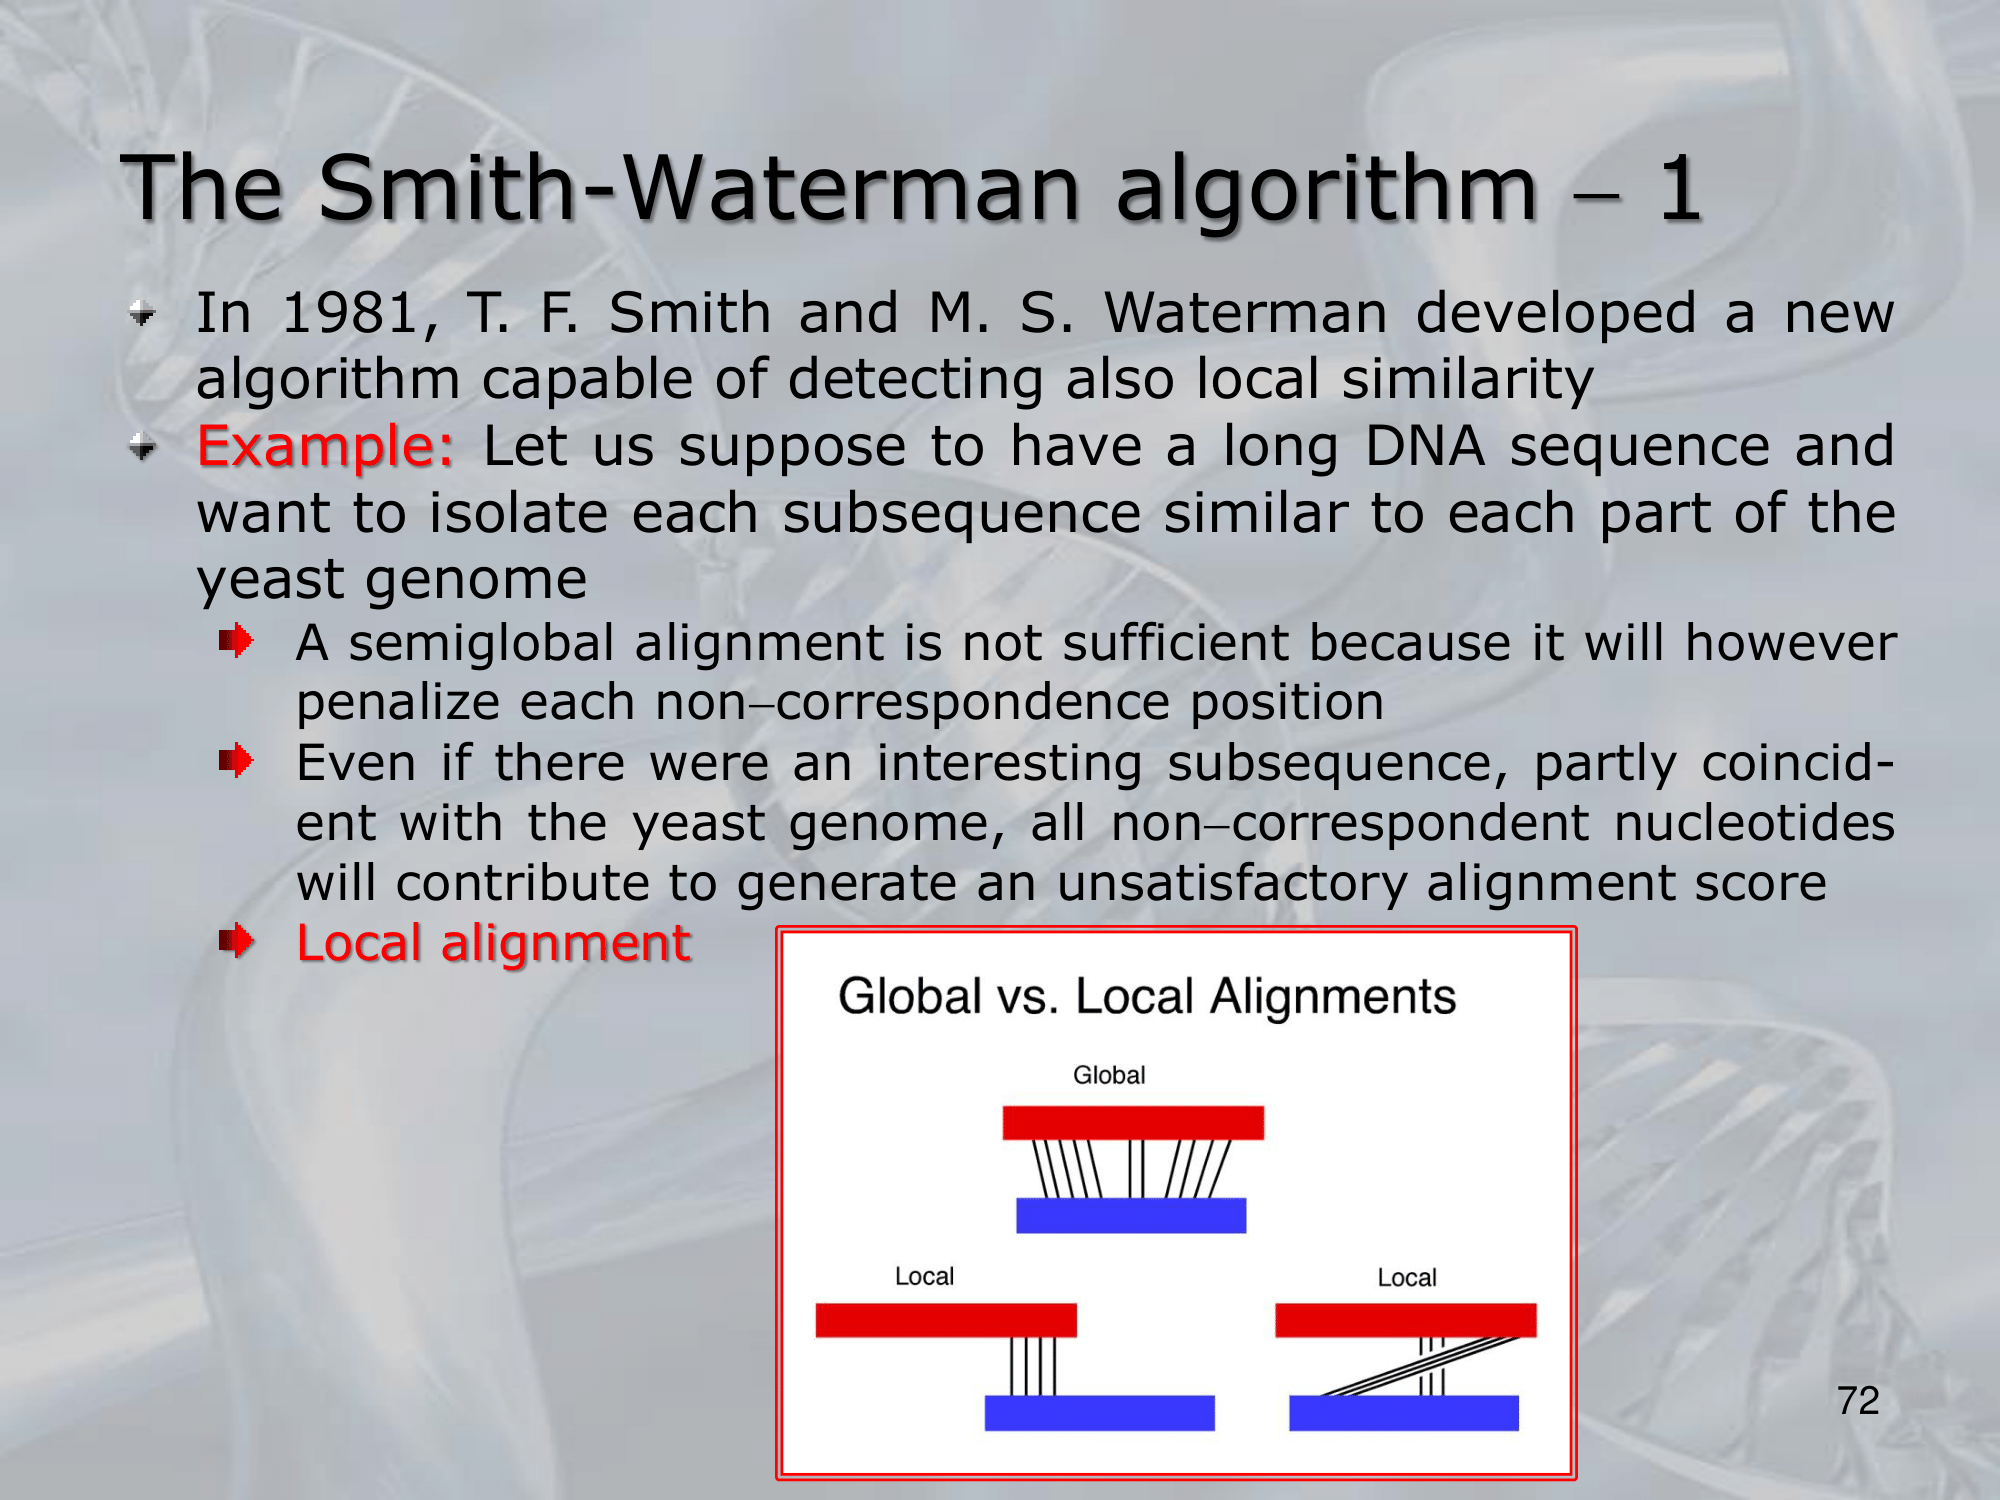 The Smith-Waterman algorithm – 1
In 1981, T. F. Smith and M. S. Waterman developed a new
algorithm capable of detecting also local similarity
Example: Let us suppose to have a long DNA sequence and
want to isolate each subsequence similar to each part of the
yeast genome
A semiglobal alignment is not sufficient because it will however
penalize each non–correspondence position
Even if there were an interesting subsequence, partly coincid-
ent with the yeast genome, all non–correspondent nucleotides
will contribute to generate an unsatisfactory alignment score
Local alignment
Global vs. Local Alignments
Global
Local
Local
72